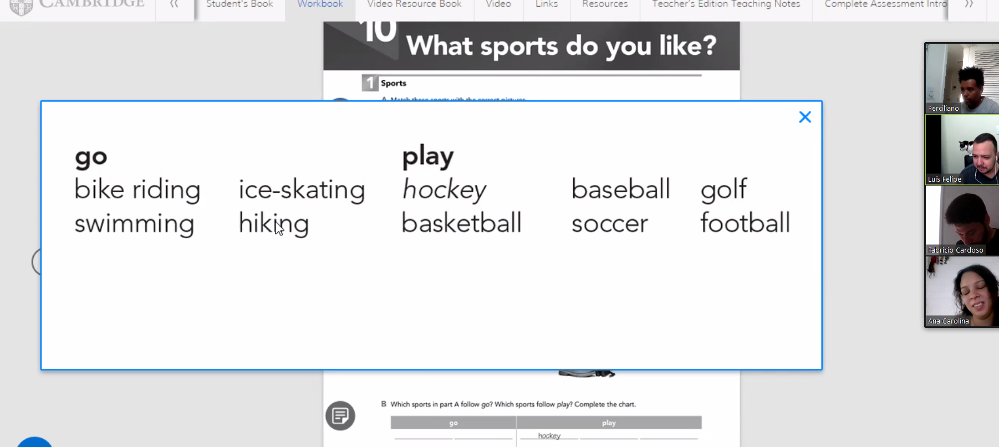 CAMBRIDGE
Student's Book Workbook Video Resource Book Video Links Resources Teacher's Edition Teaching Notes Complete Assessment Intro
10 What sports do you like?
1 Sports
A Match these sports with the correct pictures.
go play
bike riding ice-skating hockey baseball golf
swimming hiking basketball soccer football
B Which sports in part A follow go? Which sports follow play? Complete the chart.
go play
hockey
Perciliano
Luís Felipe
Fabricio Cardoso
Ana Carolina